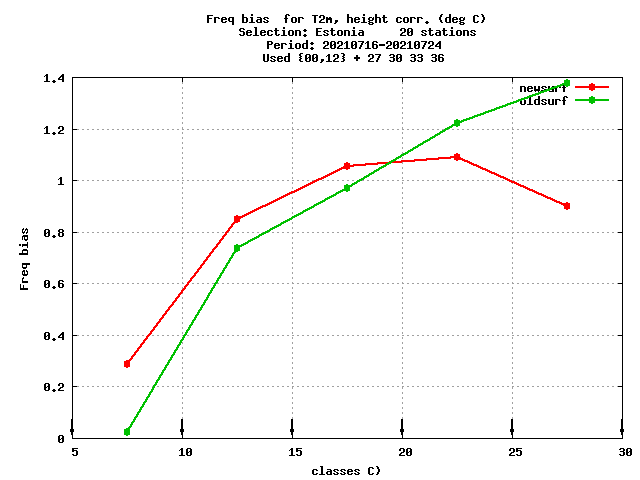 Freq bias for T2m, height corr. (deg C)
Selection: Estonia 20 stations
Period: 20210716-20210724
Used {00,12} + 27 30 33 36
newsurf
oldsurf
1.4
1.2
1
0.8
0.6
0.4
0.2
0
Freq bias
5 10 15 20 25 30
classes C)